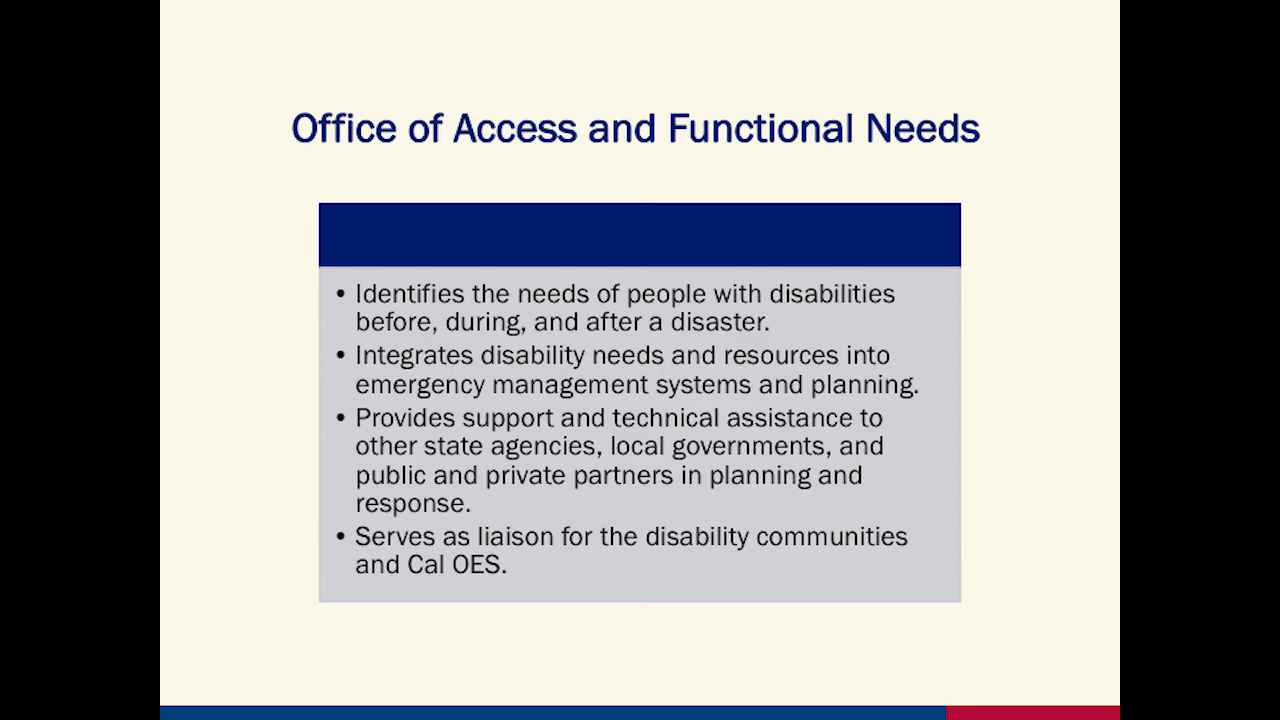 Office of Access and Functional Needs
• Identifies the needs of people with disabilities
before, during, and after a disaster.
• Integrates disability needs and resources into
emergency management systems and planning.
• Provides support and technical assistance to
other state agencies, local governments, and
public and private partners in planning and
response.
• Serves as liaison for the disability communities
and Cal OES.